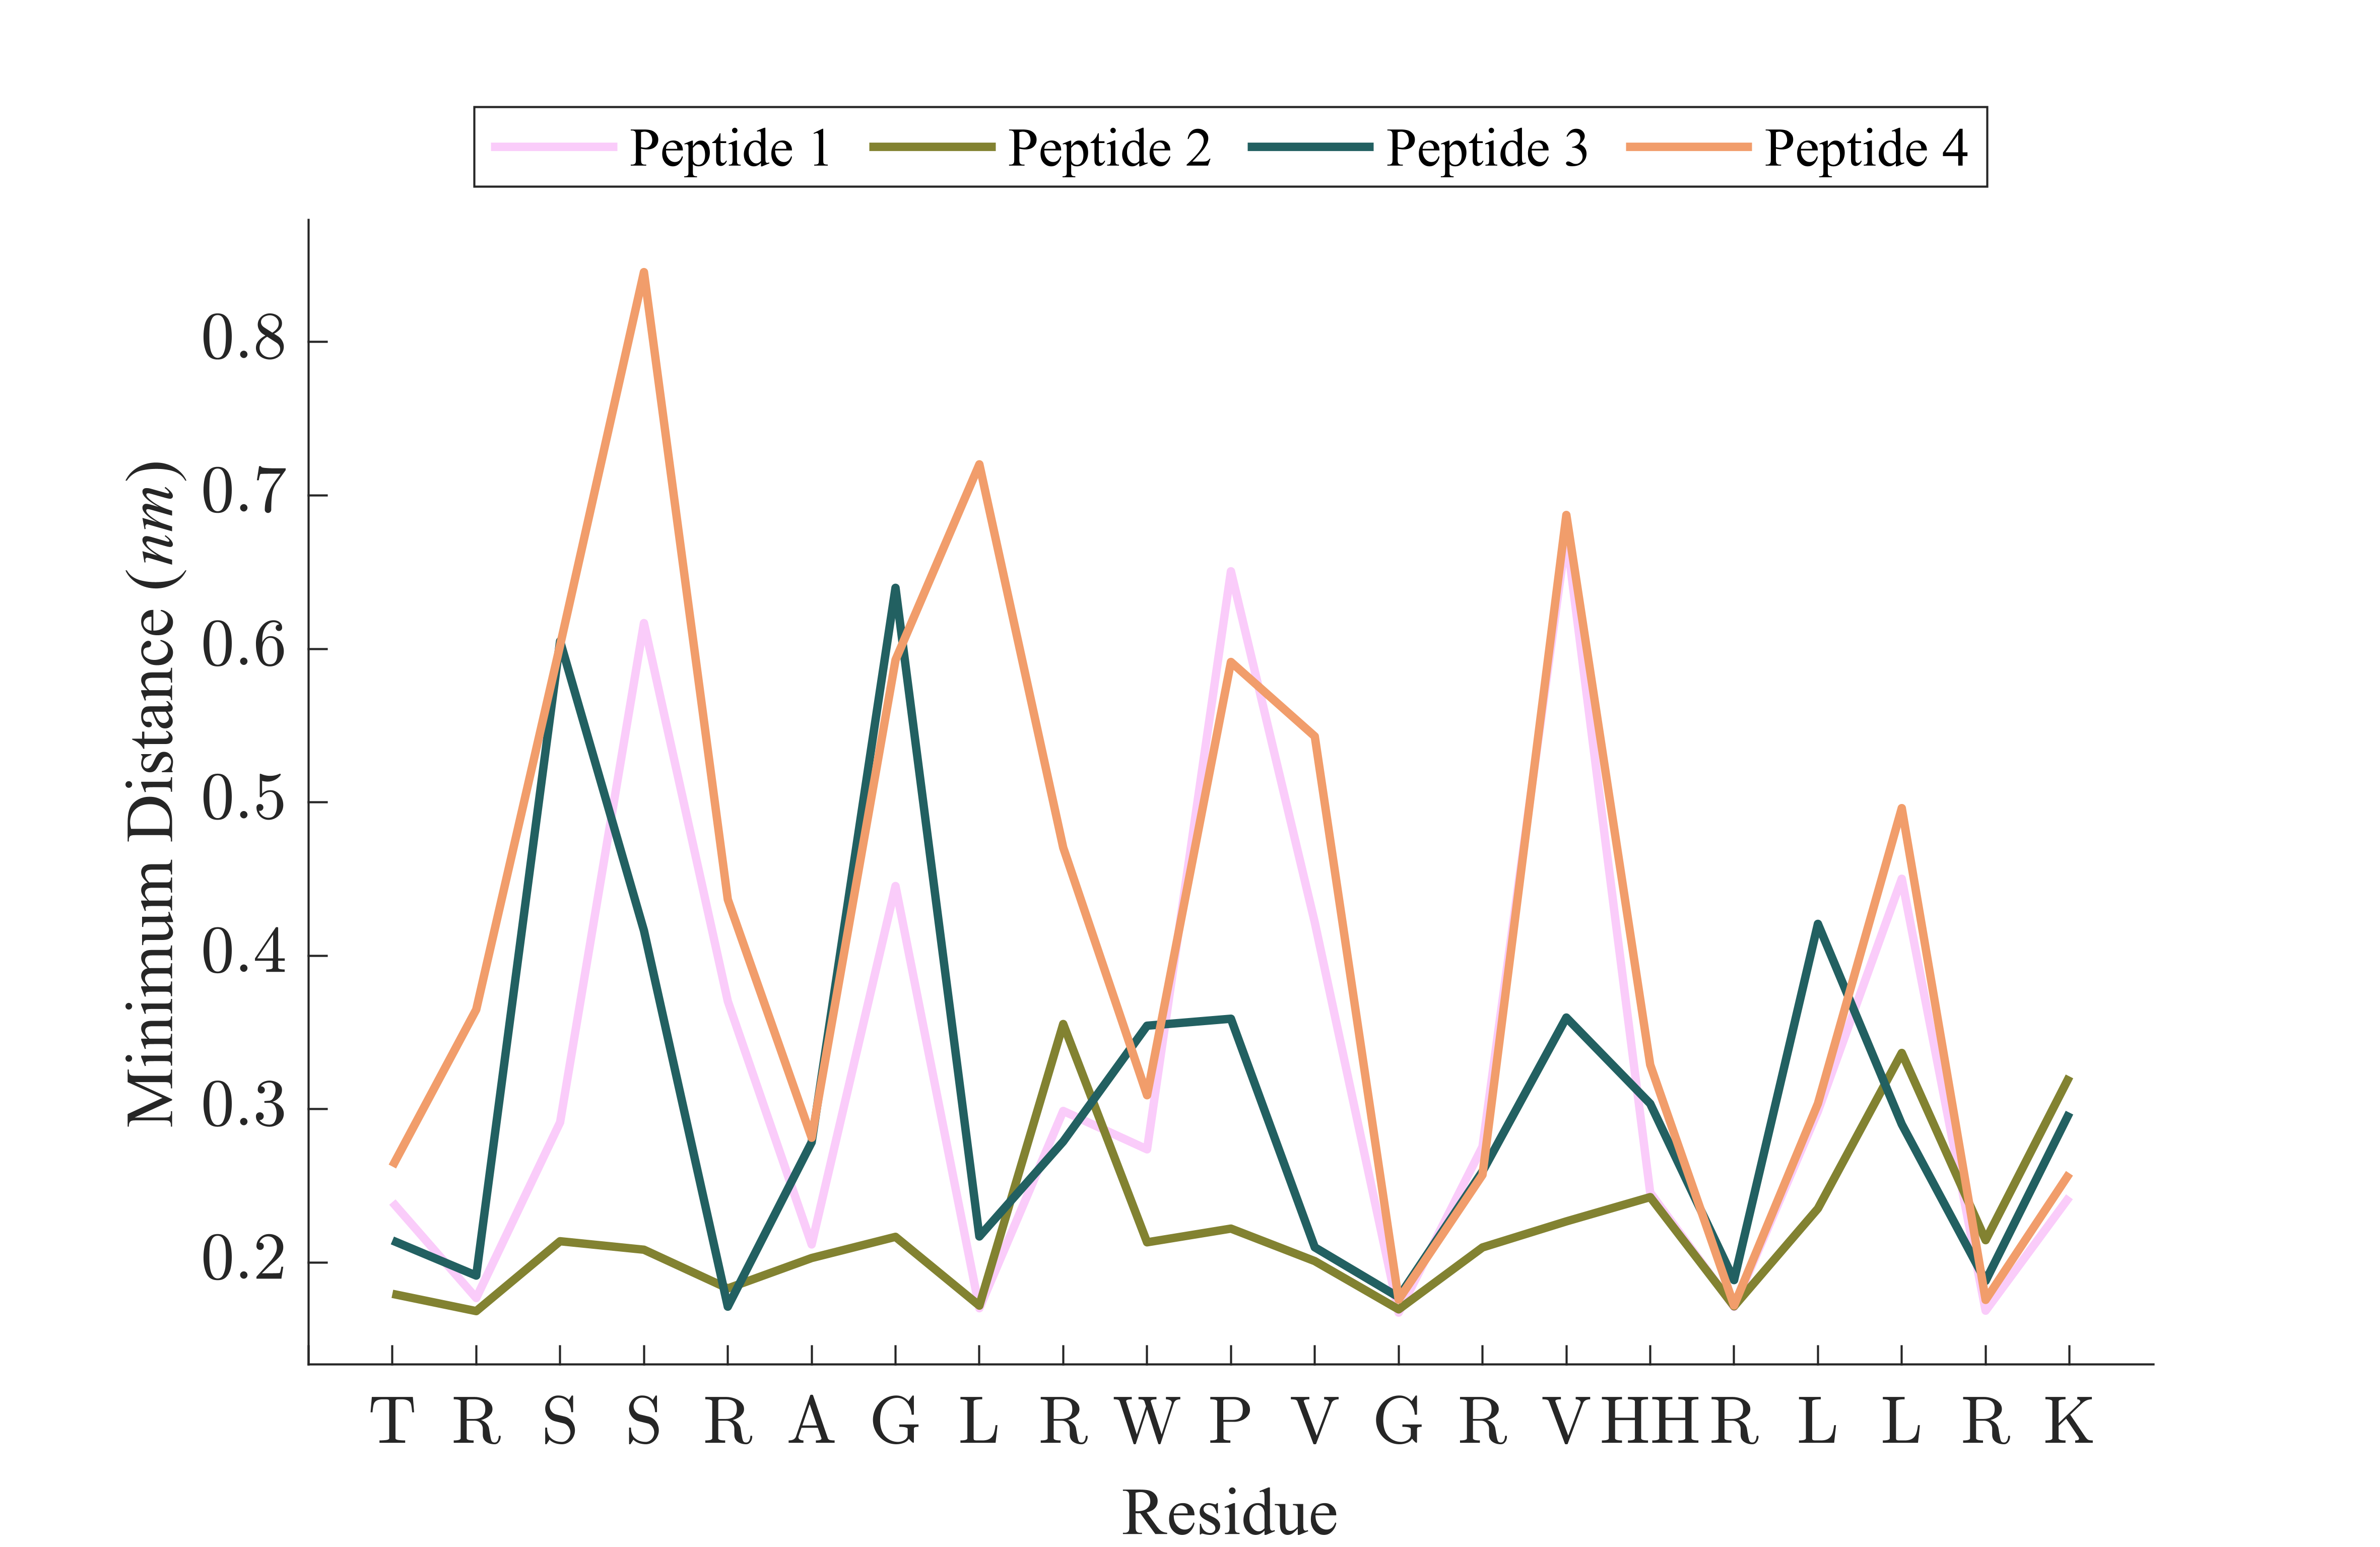 Peptide 1 Peptide 2 Peptide 3 Peptide 4
0.8
0.7
0.6
0.5
0.4
0.3
0.2
Minimum Distance (nm)
T R S S R A G L R W P V G R V HH R L L R K
Residue